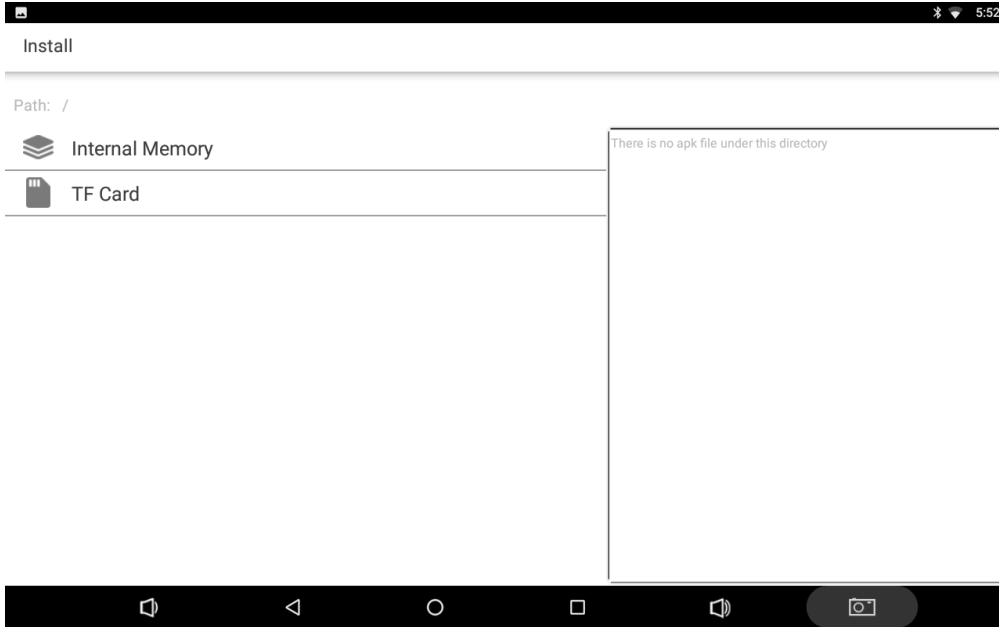 5:52
Install
Path: /
Internal Memory
There is no apk file under this directory
TF Card